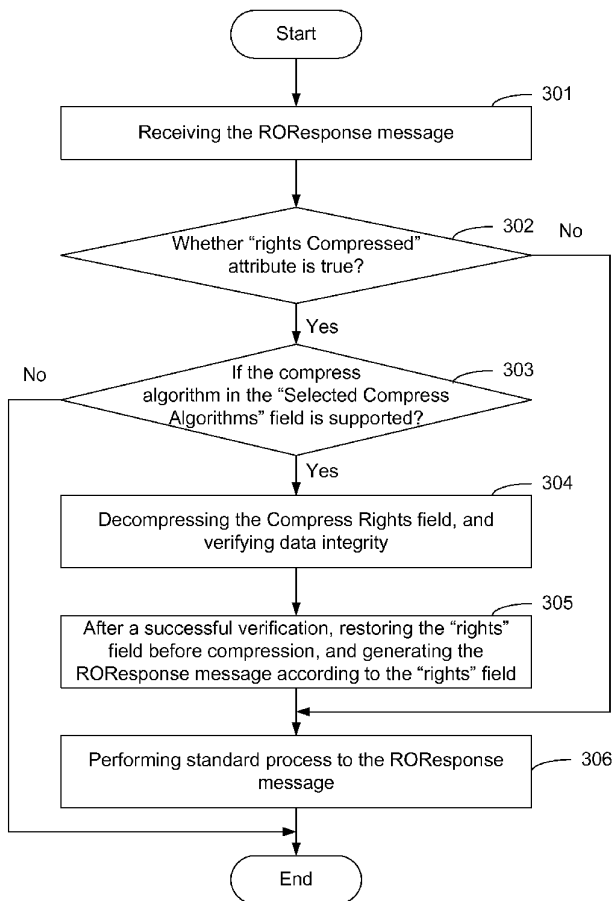 Start
301
Receiving the ROResponse message
302
Whether “rights Compressed”
attribute is true?
No
Yes
No
303
If the compress
algorithm in the “Selected Compress
Algorithms” field is supported?
Yes
304
Decompressing the Compress Rights field, and
verifying data integrity
305
After a successful verification, restoring the “rights”
field before compression, and generating the
ROResponse message according to the “rights” field
Performing standard process to the ROResponse
message
306
End